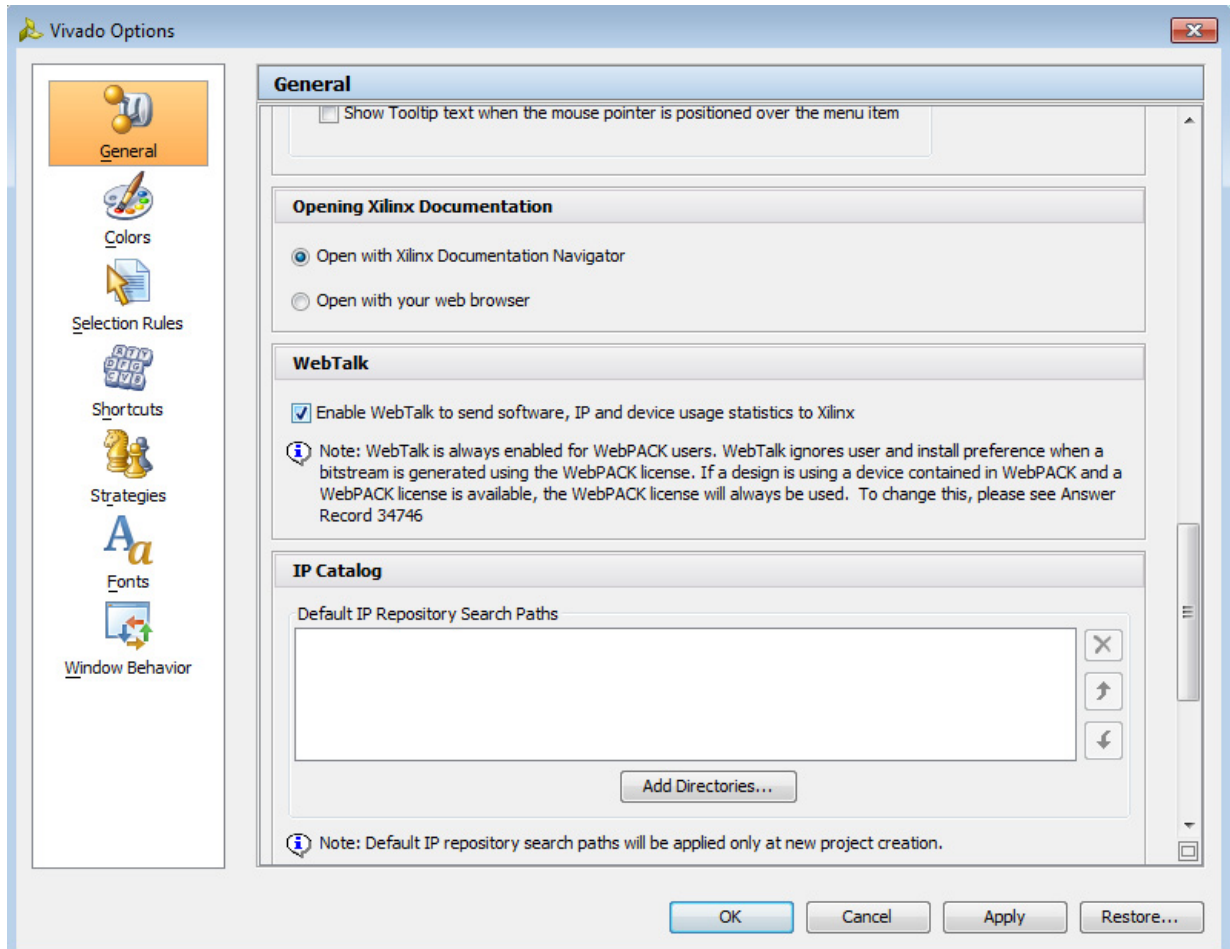 Vivado Options
General
Colors
Selection Rules
Shortcuts
Strategies
Fonts
Window Behavior
General
Show Tooltip text when the mouse pointer is positioned over the menu item
Opening Xilinx Documentation
Open with Xilinx Documentation Navigator
Open with your web browser
WebTalk
Enable WebTalk to send software, IP and device usage statistics to Xilinx
Note: WebTalk is always enabled for WebPACK users. WebTalk ignores user and install preference when a
bitstream is generated using the WebPACK license. If a design is using a device contained in WebPACK and a
WebPACK license is available, the WebPACK license will always be used.  To change this, please see Answer
Record 34746
IP Catalog
Default IP Repository Search Paths
Add Directories...
Note: Default IP repository search paths will be applied only at new project creation.
OK
Cancel
Apply
Restore...